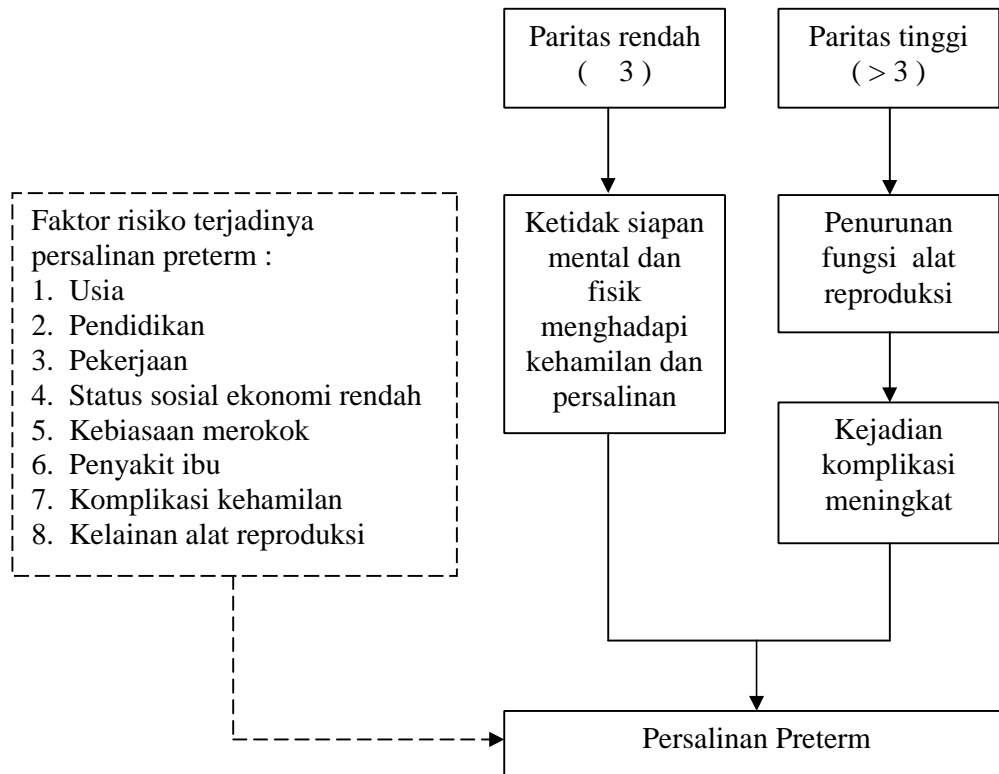 Paritas rendah
( 3 )
Paritas tinggi
( > 3 )
Faktor risiko terjadinya
persalinan preterm :
1. Usia
2. Pendidikan
3. Pekerjaan
4. Status sosial ekonomi rendah
5. Kebiasaan merokok
6. Penyakit ibu
7. Komplikasi kehamilan
8. Kelainan alat reproduksi
Ketidak siapan
mental dan
fisik
menghadapi
kehamilan dan
persalinan
Penurunan
fungsi alat
reproduksi
Kejadian
komplikasi
meningkat
Persalinan Preterm